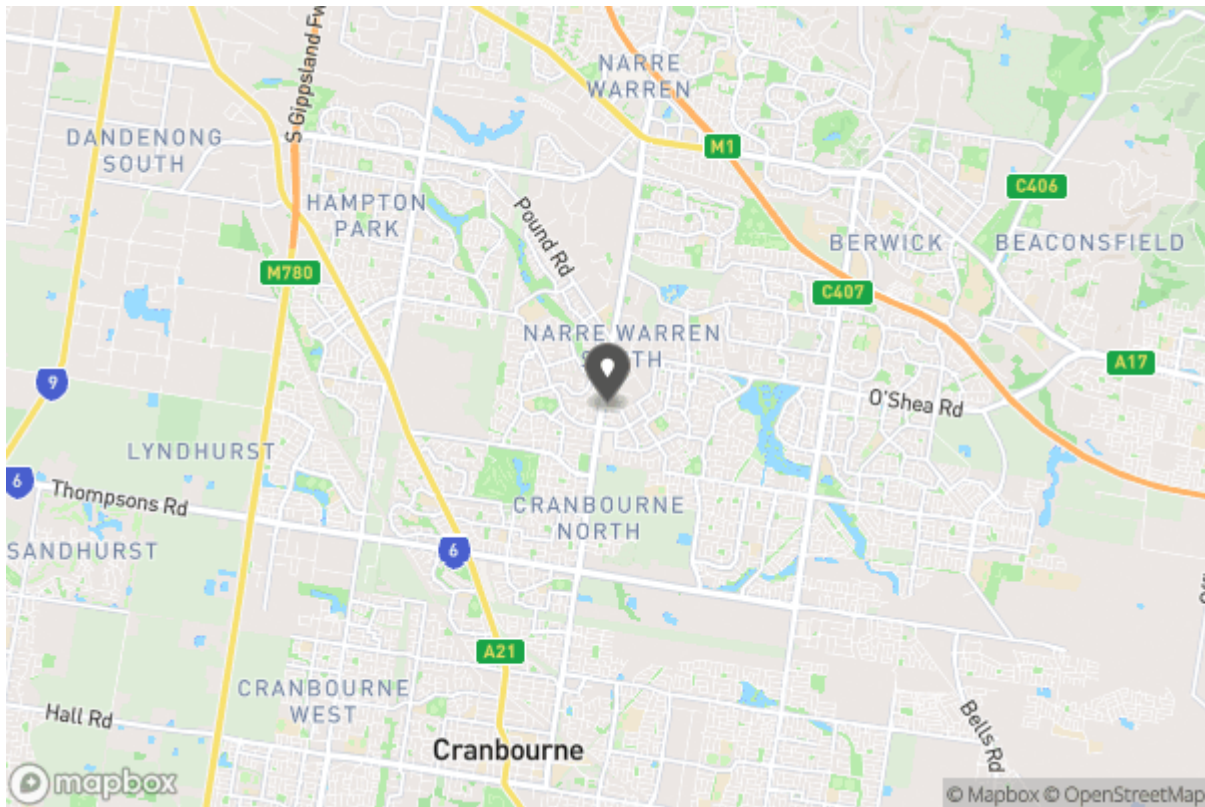 S Gippsland Fw
NARRE
WARREN
DANDENONG
SOUTH
M1
C406
HAMPTON
PARK
Pound Rd
BERWICK
BEACONSFIELD
M780
C407
NARRE WARREN
A17
9
O'Shea Rd
LYNDHURST
6
Thompsons Rd
CRANBOURNE
NORTH
SANDHURST
6
A21
CRANBOURNE
WEST
Hall Rd
Bells Rd
Cranbourne
mapbox
© Mapbox © OpenStreetMap